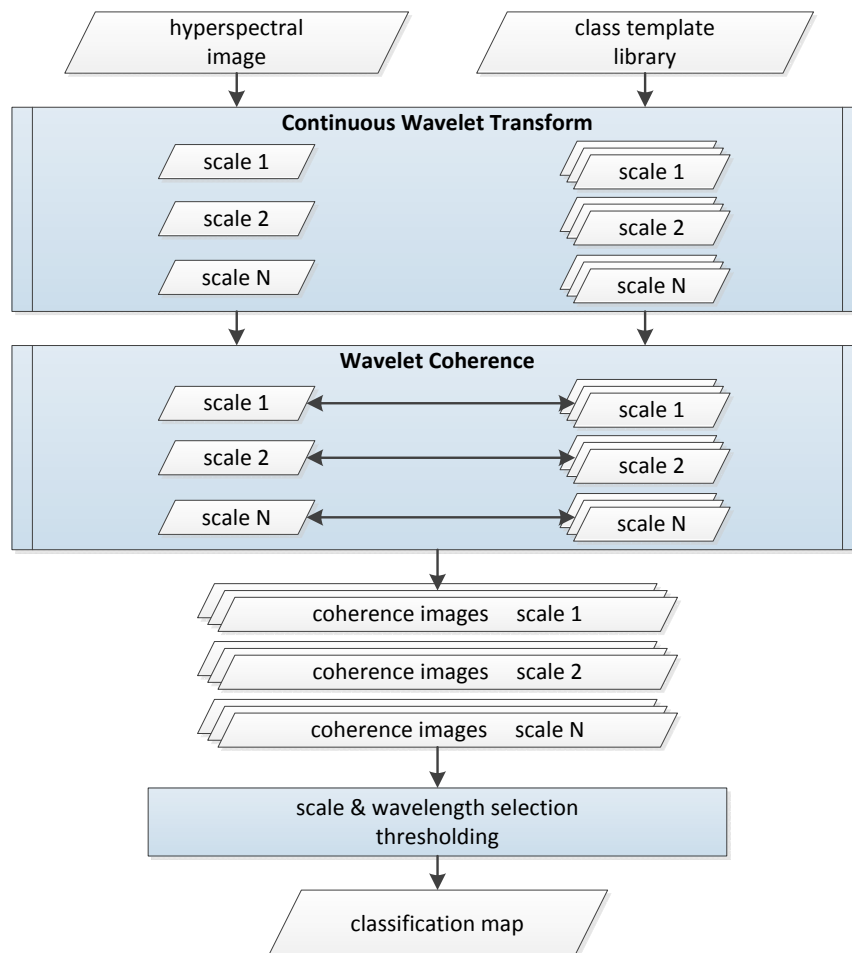 hyperspectral
image
class template
library
Continuous Wavelet Transform
scale 1
scale 1
scale 2
scale 2
scale N
scale N
Wavelet Coherence
scale 1
scale 1
scale 2
scale 2
scale N
scale N
coherence images scale 1
coherence images scale 2
coherence images scale N
scale & wavelength selection
thresholding
classification map